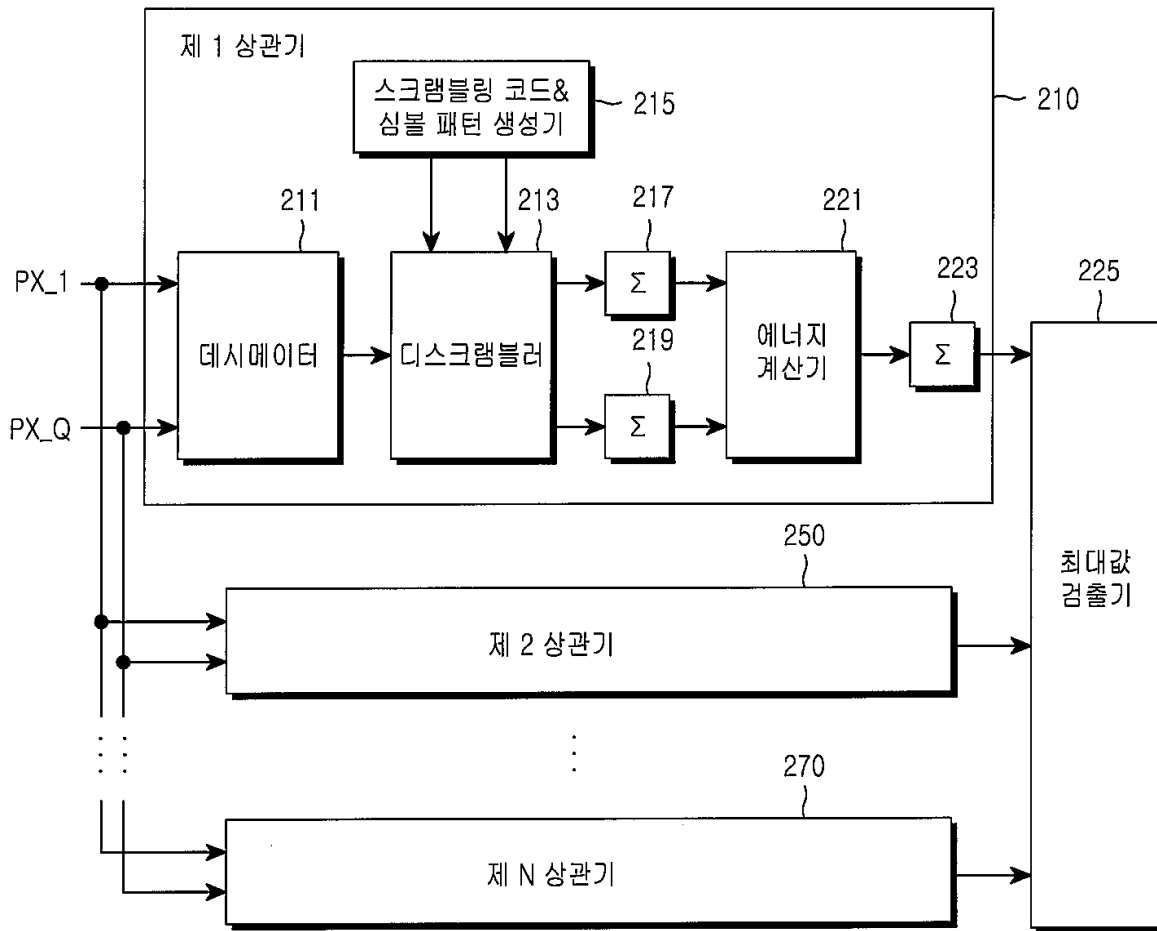 제 1 상관기
스크램블링 코드&
심볼 패턴 생성기
215
210
211
213
217
221
PX_1
Σ
223
225
데시메이터
디스크램블러
219
에너지
계산기
Σ
PX_Q
Σ
250
최대값
검출기
제 2 상관기
270
제 N 상관기